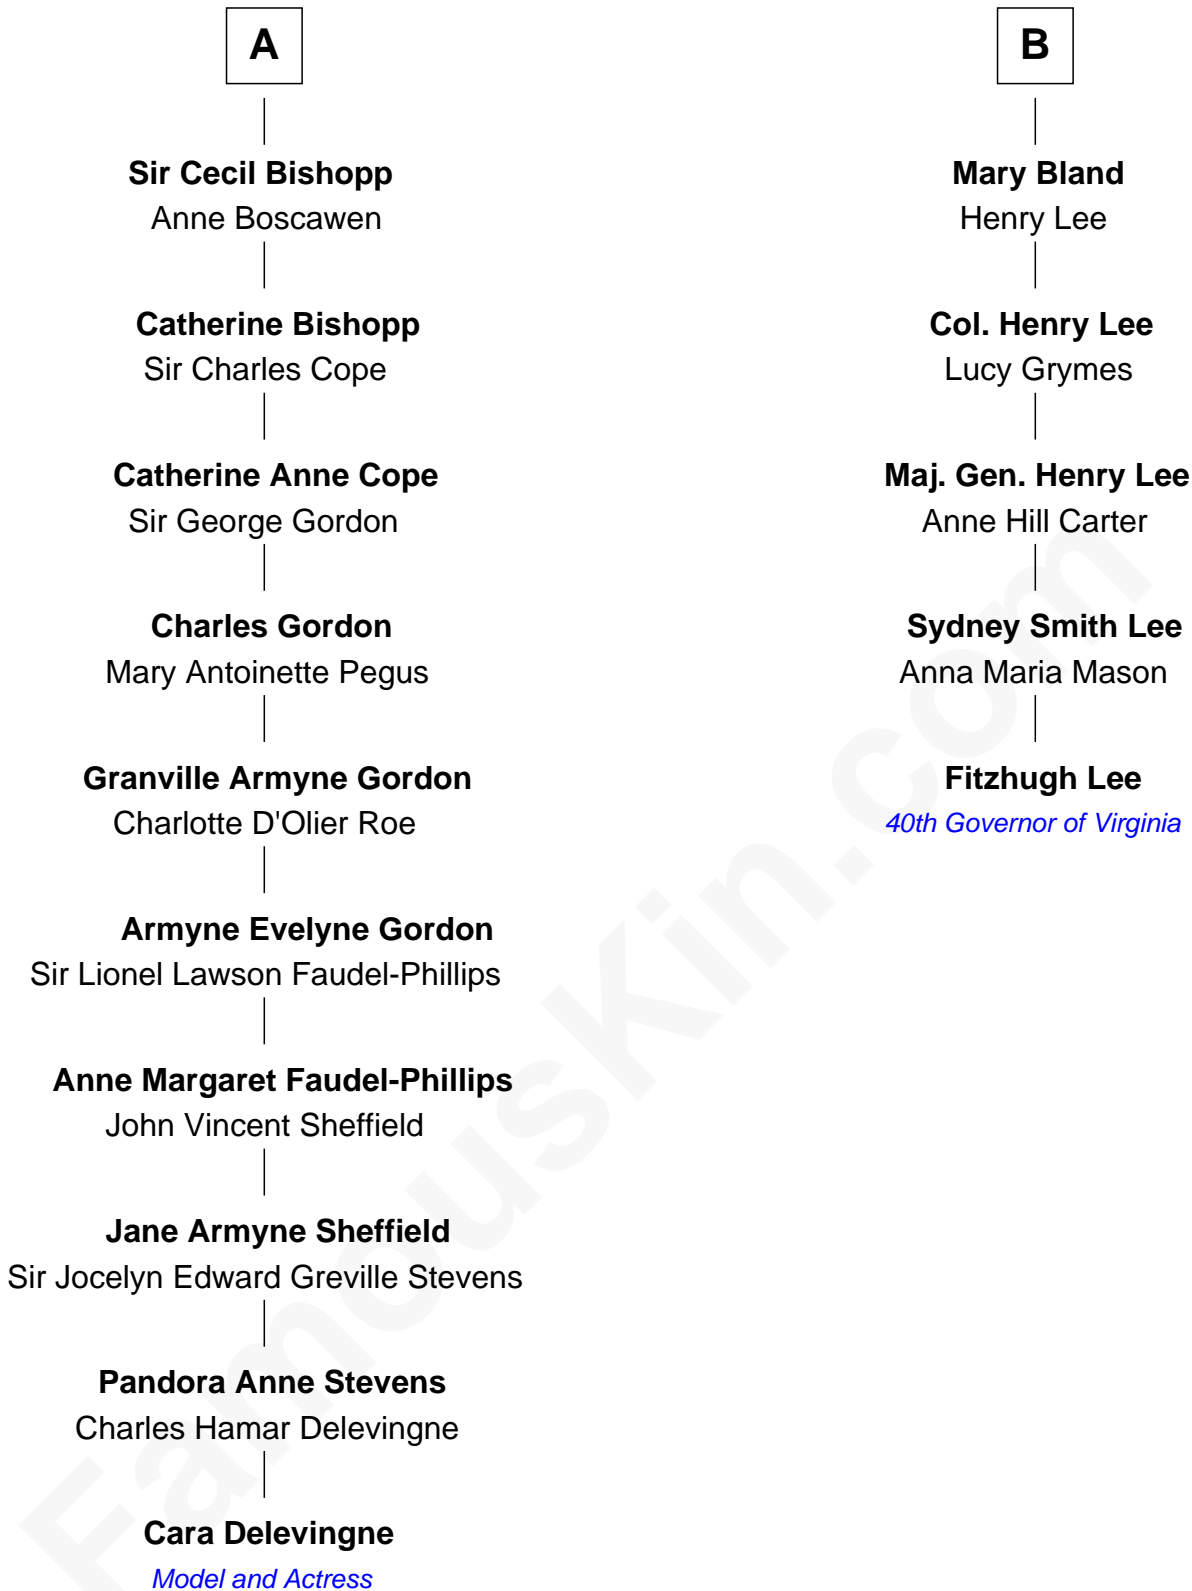 A
Sir Cecil Bishopp
Anne Boscawen
Catherine Bishopp
Sir Charles Cope
Catherine Anne Cope
Sir George Gordon
Charles Gordon
Mary Antoinette Pegus
Granville Armyne Gordon
Charlotte D'Olier Roe
Armyne Evelyne Gordon
Sir Lionel Lawson Faudel-Phillips
Anne Margaret Faudel-Phillips
John Vincent Sheffield
Jane Armyne Sheffield
Sir Jocelyn Edward Greville Stevens
Pandora Anne Stevens
Charles Hamar Delevingne
Cara Delevingne
Model and Actress
B
Mary Bland
Henry Lee
Col. Henry Lee
Lucy Grymes
Maj. Gen. Henry Lee
Anne Hill Carter
Sydney Smith Lee
Anna Maria Mason
Fitzhugh Lee
40th Governor of Virginia
FamousKin.com